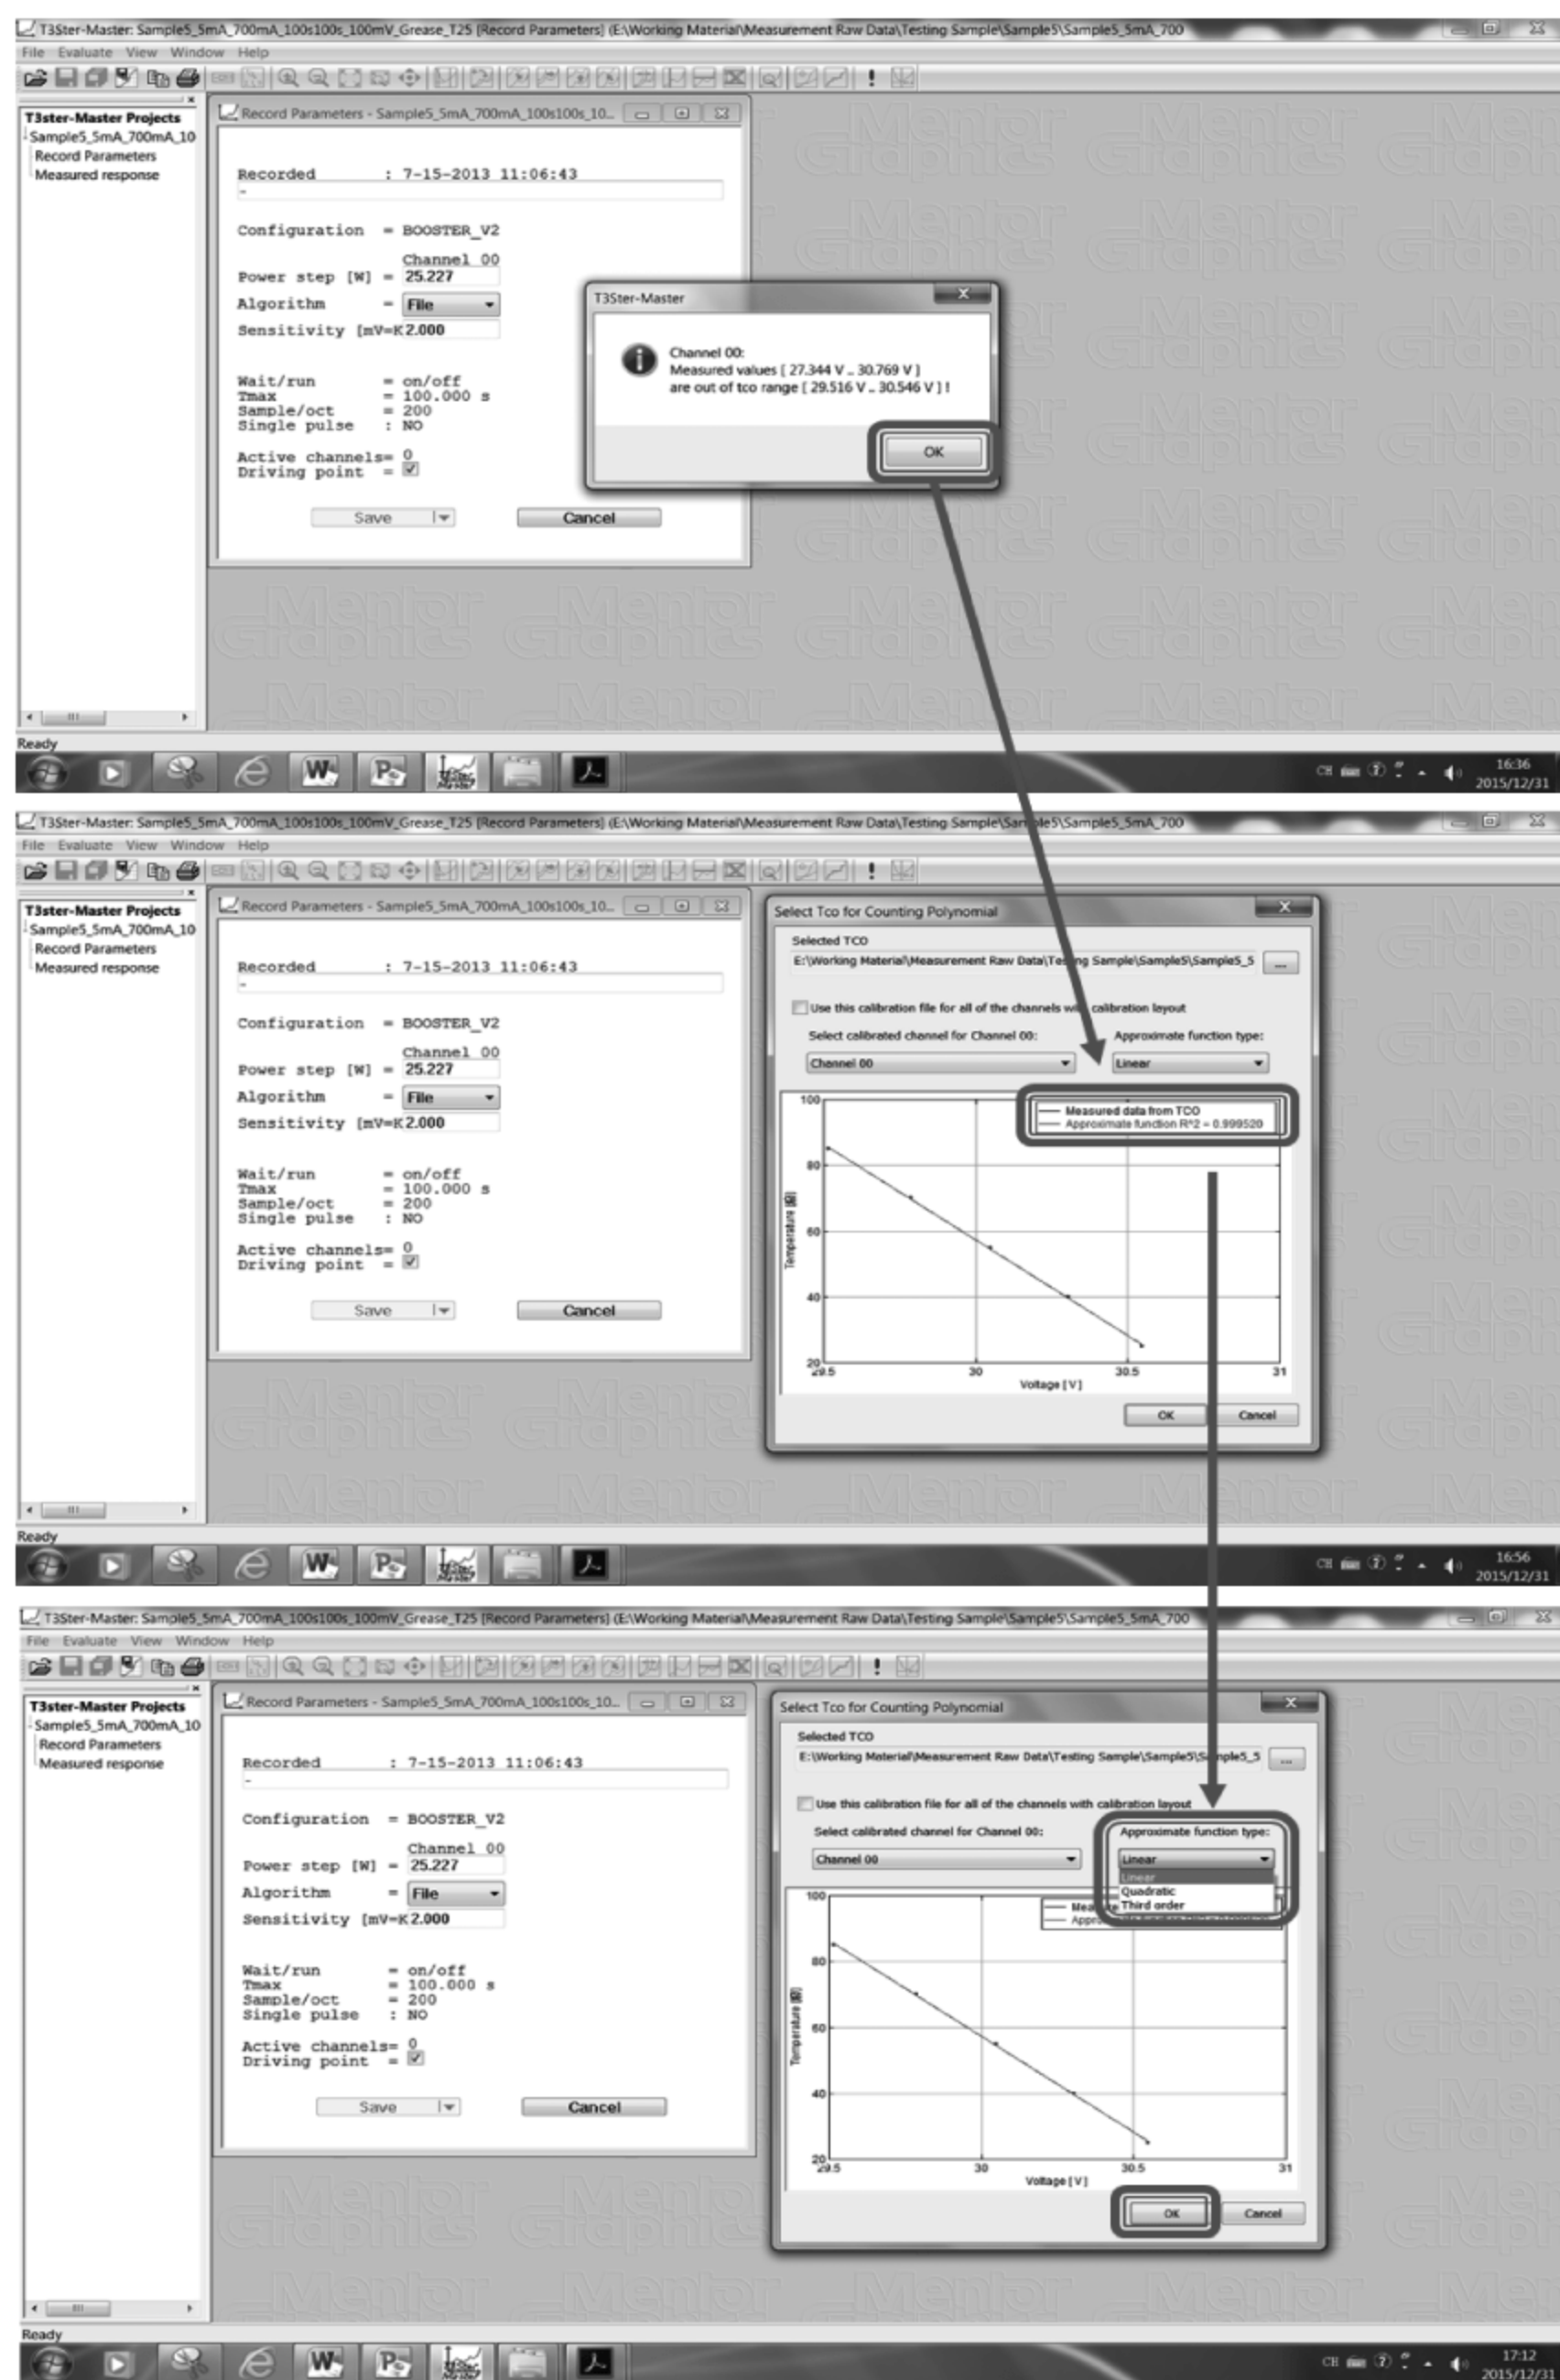 T3Ster-Master: Sample5_5mA_700mA_100s100s_100mV_Grease_T25 [Record Parameters] (E:\Working Material\Measurement Raw Data\Testing Sample\Sample5\Sample5_5mA_700
File Evaluate View Window Help
T3ster-Master Projects
Sample5_5mA_700mA_10
Record Parameters
Measured response
Record Parameters - Sample5_5mA_700mA_100s100s_10...
Recorded : 7-15-2013 11:06:43
-
Configuration = BOOSTER_V2
Channel 00
Power step [W] = 25.227
Algorithm = File
Sensitivity [mV=K 2.000
Wait/run = on/off
Tmax = 100.000 s
Sample/oct = 200
Single pulse : NO
Active channels= 0
Driving point =
Save Cancel
T3Ster-Master
Channel 00:
Measured values [ 27.344 V .. 30.769 V ]
are out of tco range [ 29.516 V .. 30.546 V ] !
OK
Mentor
Graphics
Ready
CH
16:36
2015/12/31
T3Ster-Master: Sample5_5mA_700mA_100s100s_100mV_Grease_T25 [Record Parameters] (E:\Working Material\Measurement Raw Data\Testing Sample\Sample5\Sample5_5mA_700
File Evaluate View Window Help
T3ster-Master Projects
Sample5_5mA_700mA_10
Record Parameters
Measured response
Record Parameters - Sample5_5mA_700mA_100s100s_10...
Recorded : 7-15-2013 11:06:43
-
Configuration = BOOSTER_V2
Channel 00
Power step [W] = 25.227
Algorithm = File
Sensitivity [mV=K 2.000
Wait/run = on/off
Tmax = 100.000 s
Sample/oct = 200
Single pulse : NO
Active channels= 0
Driving point =
Save Cancel
Select Tco for Counting Polynomial
Selected TCO
E:\Working Material\Measurement Raw Data\Testing Sample\Sample5\Sample5_5 ...
Use this calibration file for all of the channels with calibration layout
Select calibrated channel for Channel 00: Approximate function type:
Channel 00 Linear
Measured data from TCO
Approximate function R^2 = 0.999520
100
80
60
40
20
Temperature
29.5 30 30.5 31
Voltage [V]
OK Cancel
Mentor
Graphics
Ready
CH
16:56
2015/12/31
T3Ster-Master: Sample5_5mA_700mA_100s100s_100mV_Grease_T25 [Record Parameters] (E:\Working Material\Measurement Raw Data\Testing Sample\Sample5\Sample5_5mA_700
File Evaluate View Window Help
T3ster-Master Projects
Sample5_5mA_700mA_10
Record Parameters
Measured response
Record Parameters - Sample5_5mA_700mA_100s100s_10...
Recorded : 7-15-2013 11:06:43
-
Configuration = BOOSTER_V2
Channel 00
Power step [W] = 25.227
Algorithm = File
Sensitivity [mV=K 2.000
Wait/run = on/off
Tmax = 100.000 s
Sample/oct = 200
Single pulse : NO
Active channels= 0
Driving point =
Save Cancel
Select Tco for Counting Polynomial
Selected TCO
E:\Working Material\Measurement Raw Data\Testing Sample\Sample5\Sample5_5 ...
Use this calibration file for all of the channels with calibration layout
Select calibrated channel for Channel 00: Approximate function type:
Channel 00 Linear
Linear
Quadratic
Third order
100
80
60
40
20
Temperature
29.5 30 30.5 31
Voltage [V]
OK Cancel
Mentor
Graphics
Ready
CH
17:12
2015/12/31